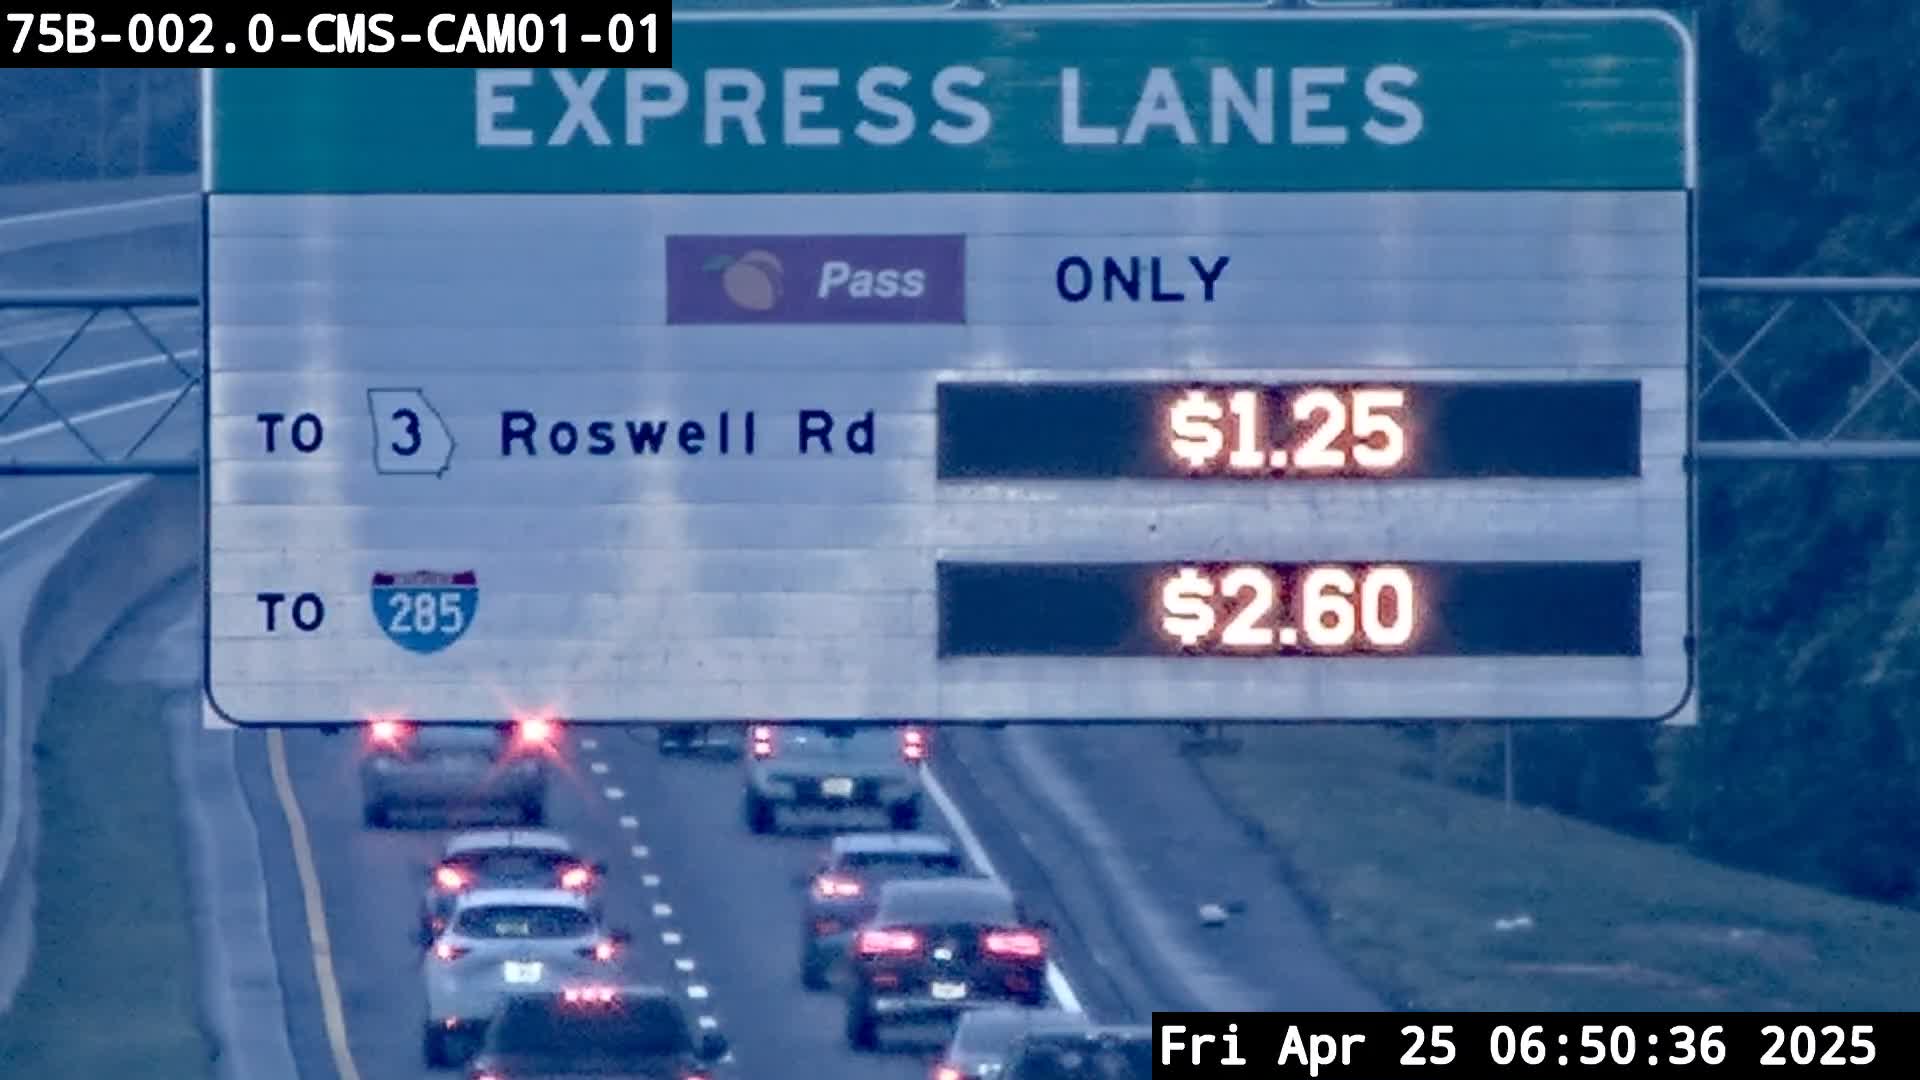 75B-002.0-CMS-CAM01-01
EXPRESS LANES
Pass ONLY
TO 3 Roswell Rd $1.25
TO 285 $2.60
Fri Apr 25 06:50:36 2025